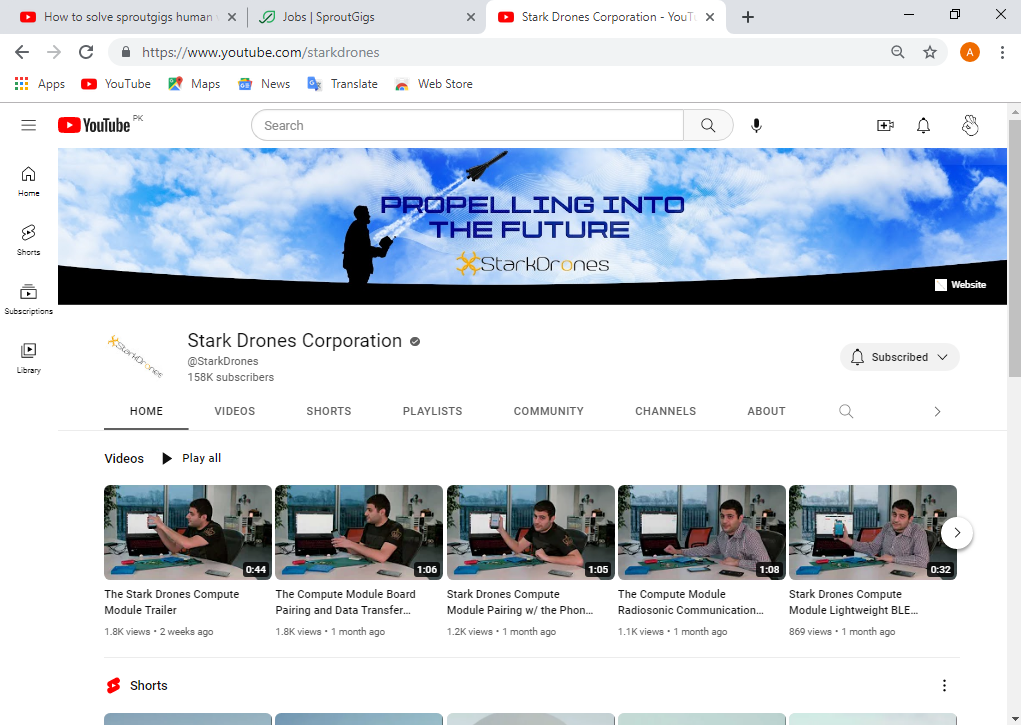 How to solve sproutgigs human
Jobs | SproutGigs
Stark Drones Corporation - YouTu
https://www.youtube.com/starkdrones
A
Apps
YouTube
Maps
News
Translate
Web Store
YouTube PK
Search
Home
Shorts
Subscriptions
Library
PROPELLING INTO
THE FUTURE
StarkDrones
Website
StarkDrones
Stark Drones Corporation
@StarkDrones
158K subscribers
Subscribed
HOME
VIDEOS
SHORTS
PLAYLISTS
COMMUNITY
CHANNELS
ABOUT
Videos
Play all
0:44
1:06
1:05
1:08
0:32
The Stark Drones Compute
Module Trailer
1.8K views • 2 weeks ago
The Compute Module Board
Pairing and Data Transfer...
1.8K views • 1 month ago
Stark Drones Compute
Module Pairing w/ the Phon...
1.2K views • 1 month ago
The Compute Module
Radiosonic Communication...
1.1K views • 1 month ago
Stark Drones Compute
Module Lightweight BLE...
869 views • 1 month ago
Shorts